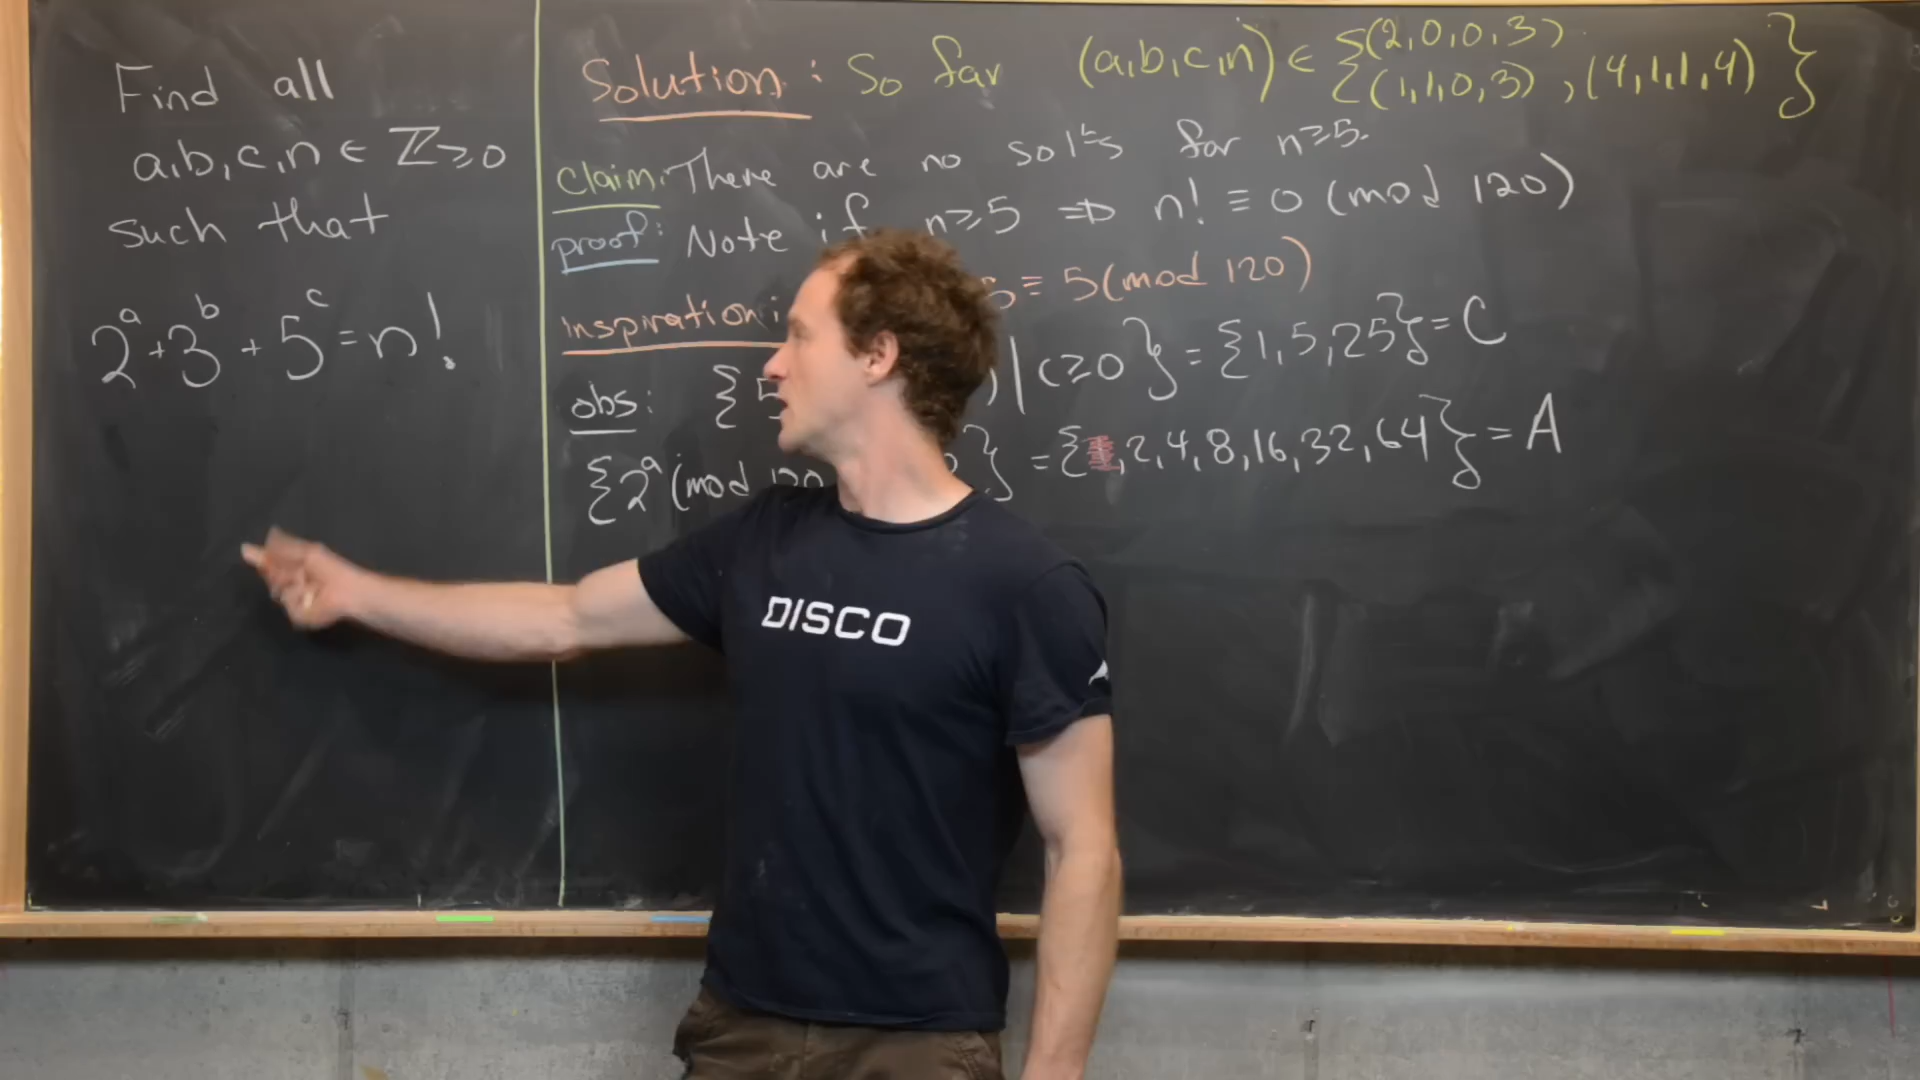 Find all
a,b,c,n ∈ ℤ≥0
such that
2^a + 3^b + 5^c = n!
Solution: So far (a,b,c,n) ∈ {(2,0,0,3), (1,1,0,3), (4,1,1,4)}
Claim: There are no sol^ns for n≥5.
proof: Note if n≥5 ⇒ n! ≡ 0 (mod 120)
Inspiration: 5 ≡ 5 (mod 120)
obs: {5 ) | c≥0} = {1,5,25} = C
{2^a (mod 120 } = {1,2,4,8,16,32,64} = A
DISCO